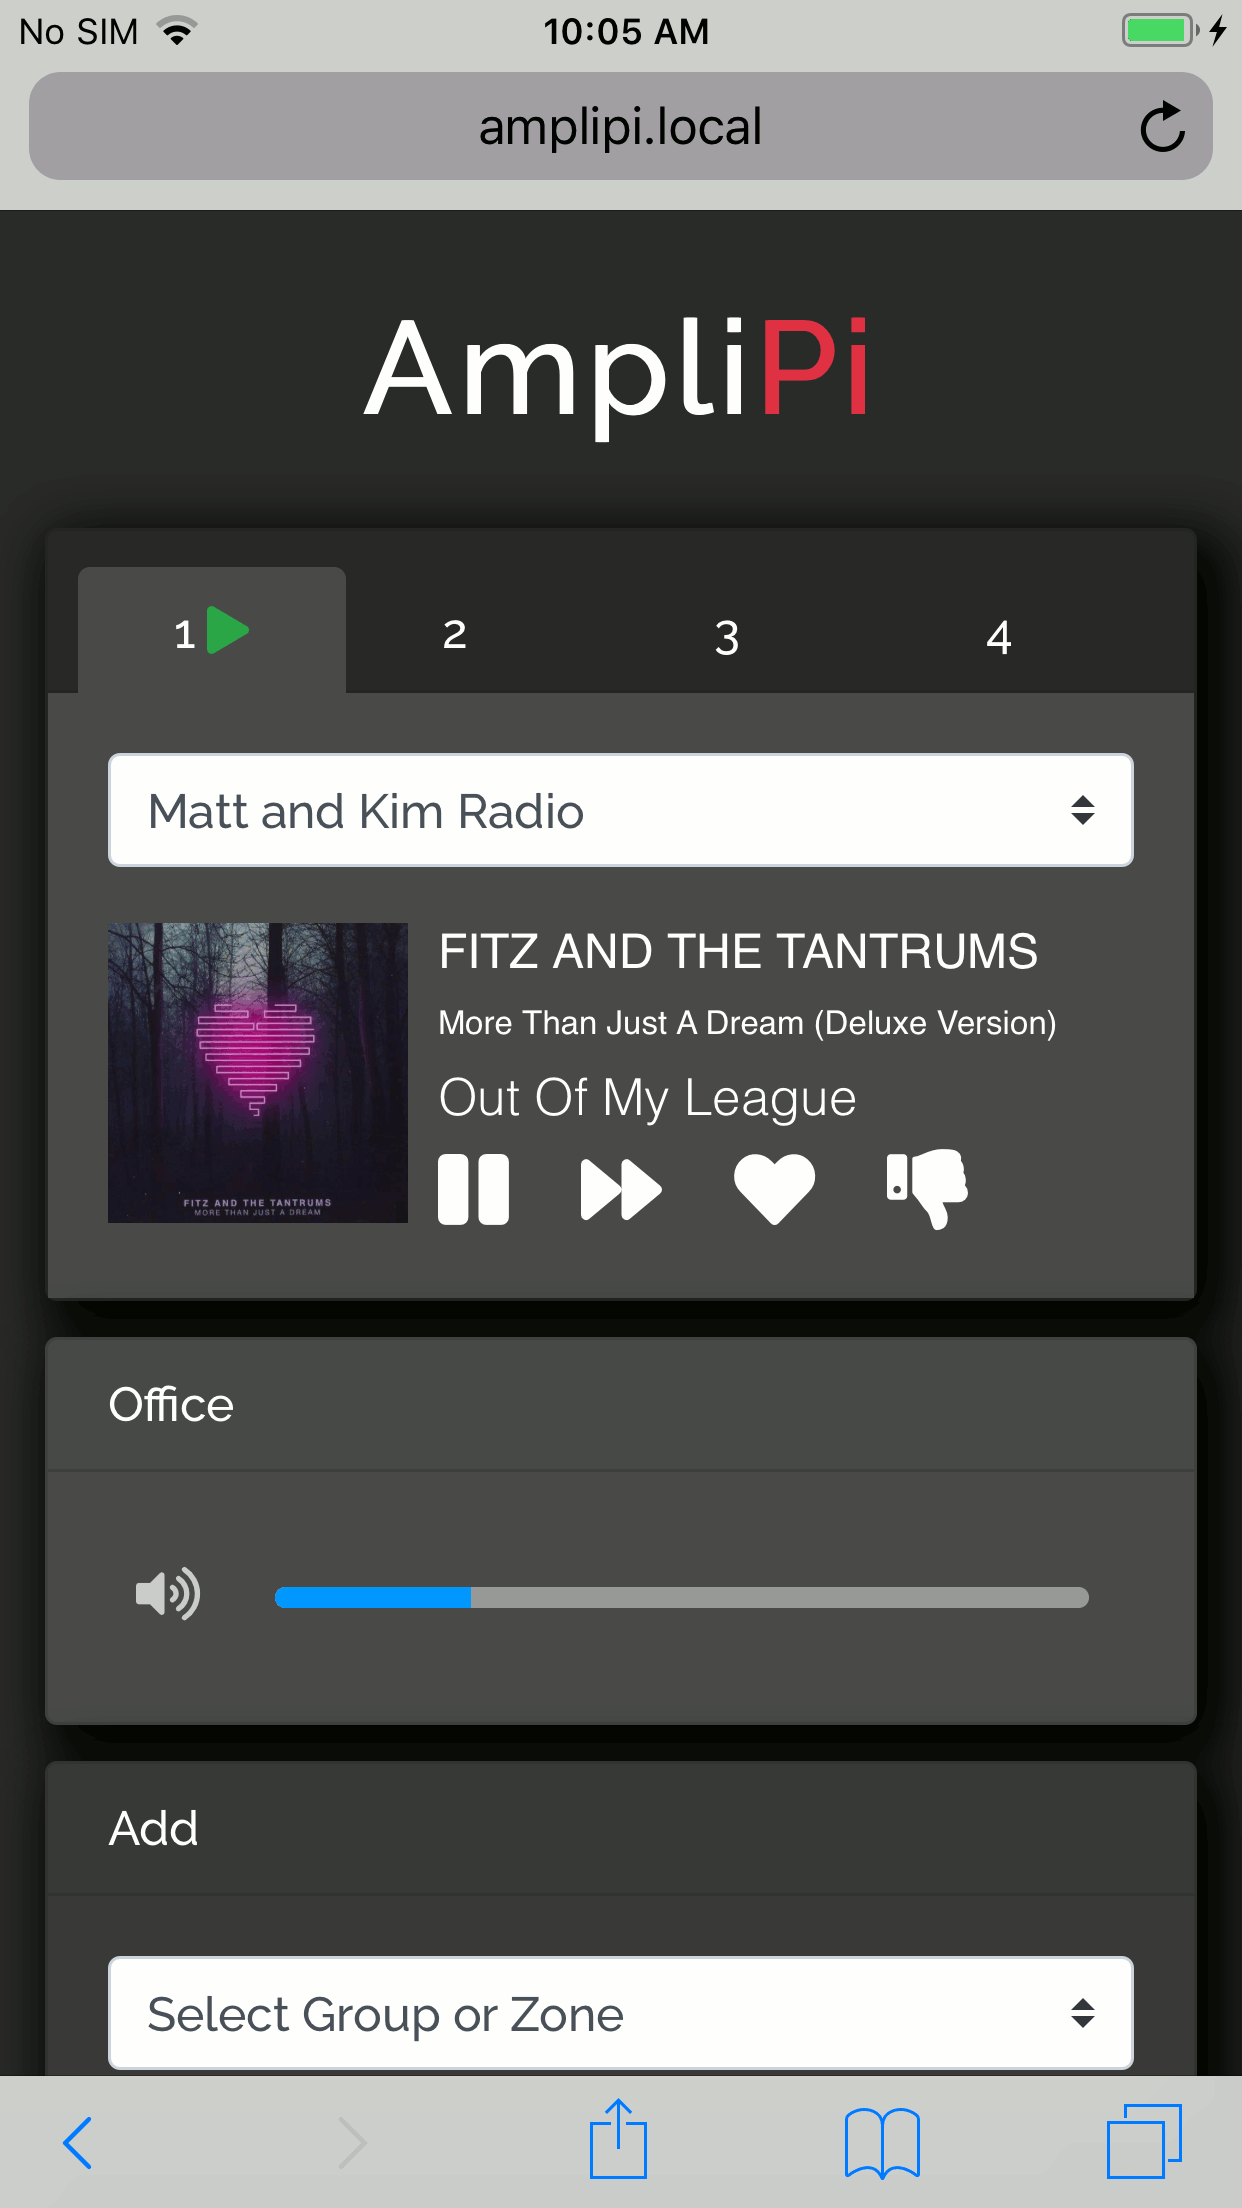 No SIM 10:05 AM
amplipi.local
AmpliPi
1 2 3 4
Matt and Kim Radio
FITZ AND THE TANTRUMS
More Than Just A Dream (Deluxe Version)
Out Of My League
FITZ AND THE TANTRUMS
MORE THAN JUST A DREAM
Office
Add
Select Group or Zone